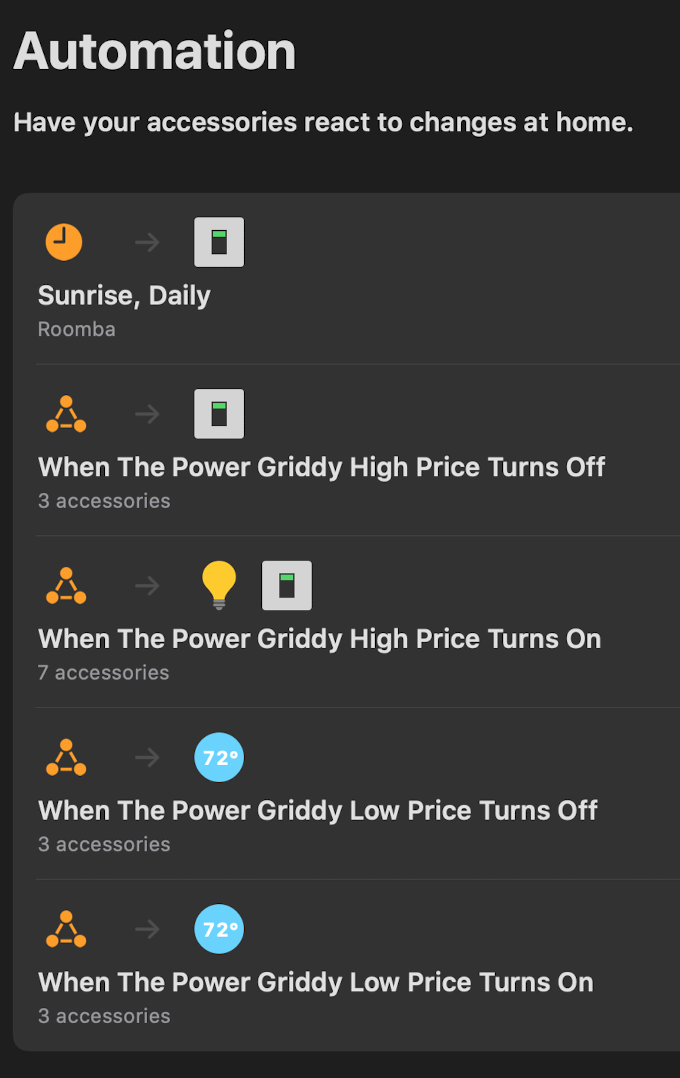 Automation
Have your accessories react to changes at home.
Sunrise, Daily
Roomba
When The Power Griddy High Price Turns Off
3 accessories
When The Power Griddy High Price Turns On
7 accessories
72°
When The Power Griddy Low Price Turns Off
3 accessories
72°
When The Power Griddy Low Price Turns On
3 accessories